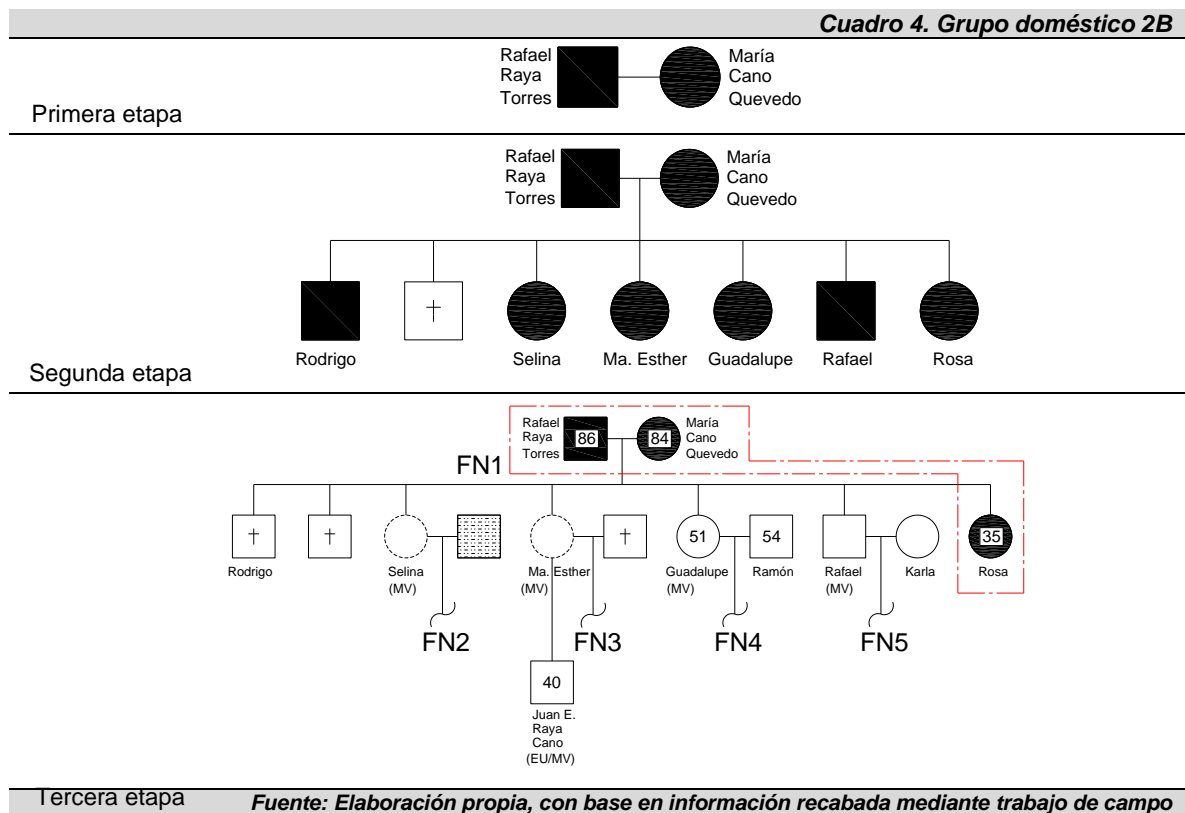 Cuadro 4. Grupo doméstico 2B
Rafael
Raya
Torres
María
Cano
Quevedo
Primera etapa
Rafael
Raya
Torres
María
Cano
Quevedo
Rodrigo
Selina
Ma. Esther
Guadalupe
Rafael
Rosa
Segunda etapa
Rafael
Raya
Torres
86
84
María
Cano
Quevedo
FN1
51
54
35
Rodrigo
Selina
(MV)
Ma. Esther
(MV)
Guadalupe
(MV)
Ramón
Rafael
(MV)
Karla
Rosa
FN2
FN3
FN4
FN5
40
Juan E.
Raya
Cano
(EU/MV)
Tercera etapa
Fuente: Elaboración propia, con base en información recabada mediante trabajo de campo